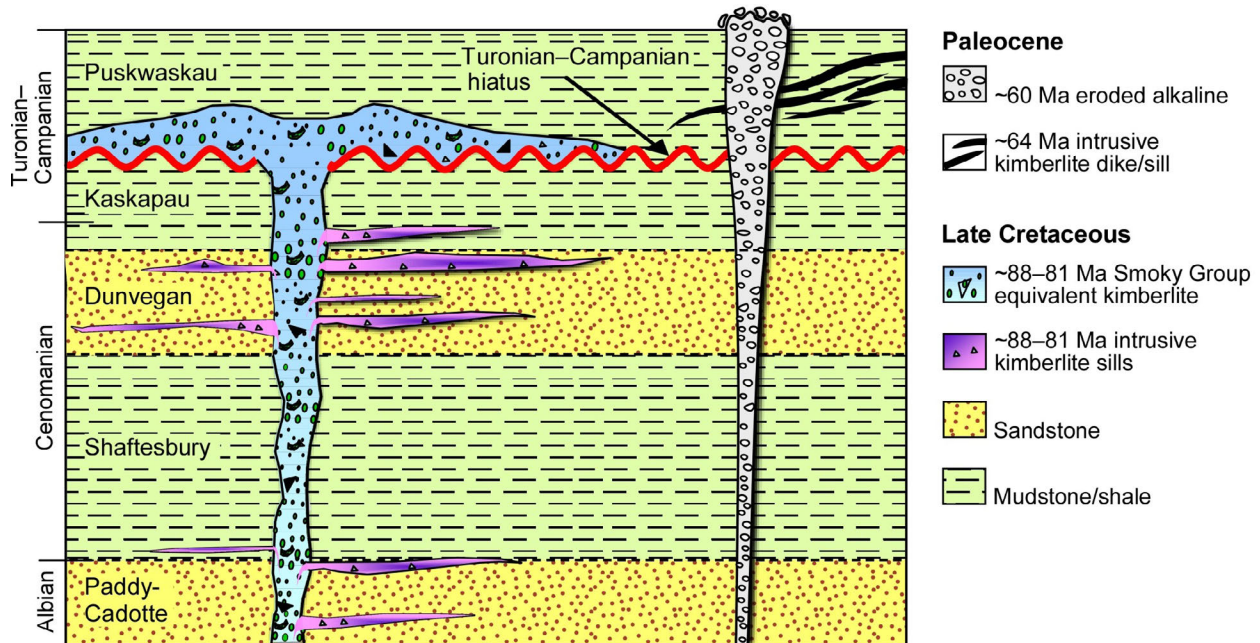 Turonian–
Campanian
Cenomanian
Albian
Puskwaskau
Kaskapau
Dunvegan
Shaftesbury
Paddy-
Cadotte
Turonian–Campanian
hiatus
Paleocene
~60 Ma eroded alkaline
~64 Ma intrusive
kimberlite dike/sill
Late Cretaceous
~88–81 Ma Smoky Group
equivalent kimberlite
~88–81 Ma intrusive
kimberlite sills
Sandstone
Mudstone/shale